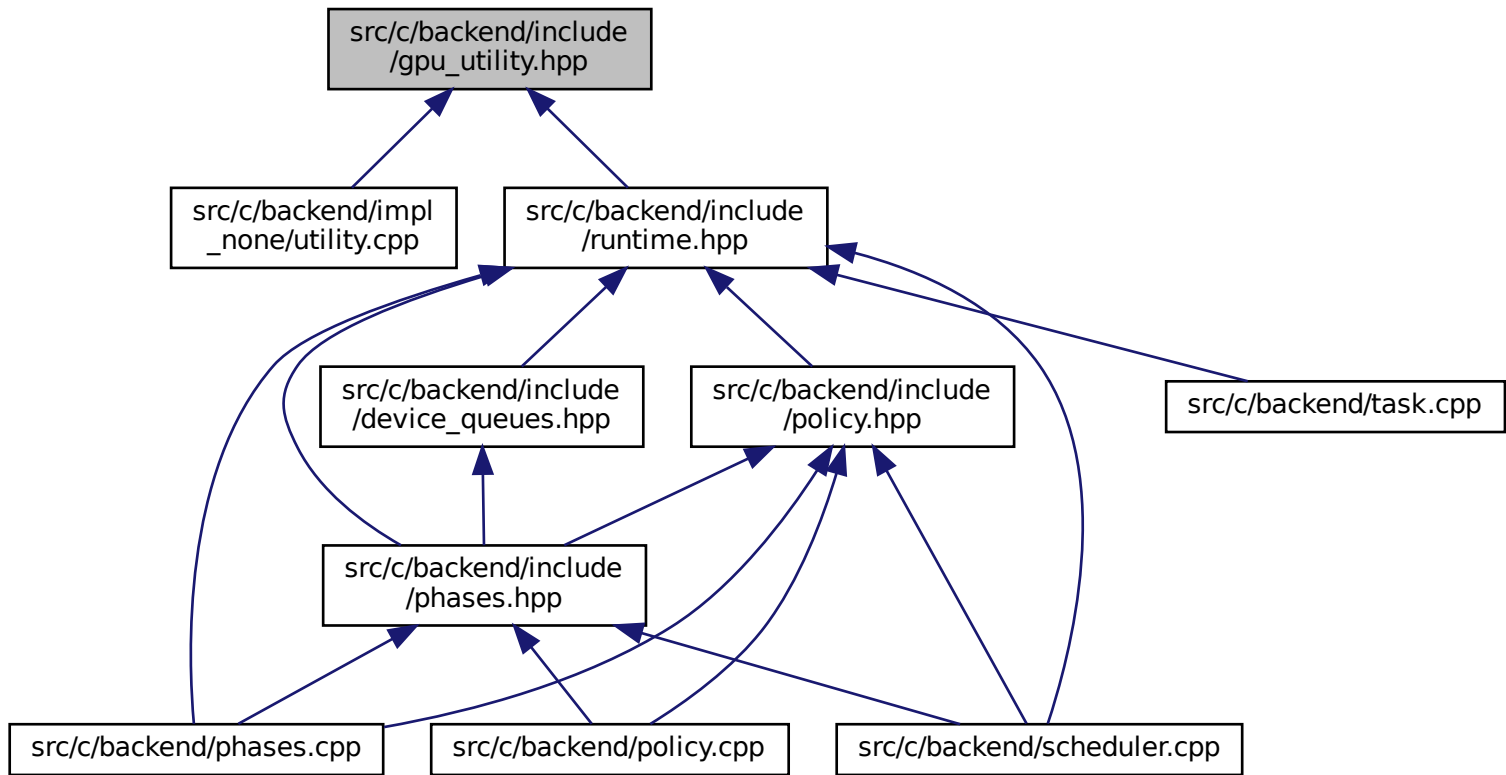 src/c/backend/include
/gpu_utility.hpp
src/c/backend/impl
_none/utility.cpp
src/c/backend/include
/runtime.hpp
src/c/backend/include
/device_queues.hpp
src/c/backend/include
/policy.hpp
src/c/backend/task.cpp
src/c/backend/include
/phases.hpp
src/c/backend/phases.cpp
src/c/backend/policy.cpp
src/c/backend/scheduler.cpp